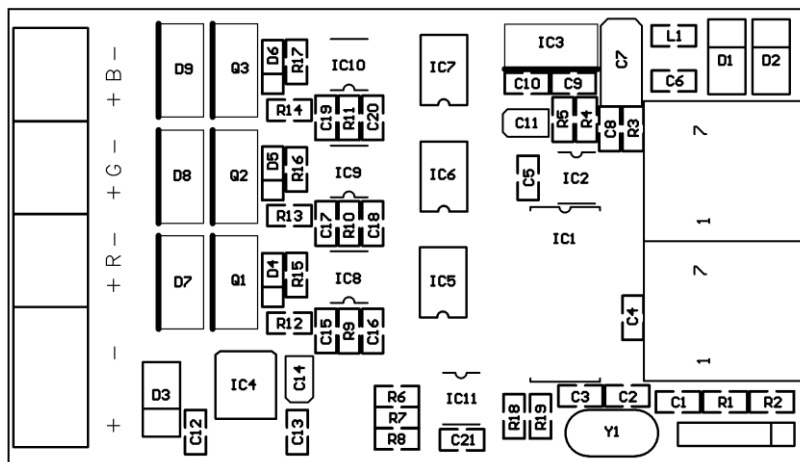 + B -
D9
Q3
D6
R17
R14
IC10
C19
R11
C20
IC7
IC3
C10
C9
C7
L1
C6
D1
D2
C11
R5
R4
C8
R3
7
1
+ G -
D8
Q2
D5
R16
R13
IC9
C17
R10
C18
IC6
C5
IC2
IC1
+ R -
D7
Q1
D4
R15
R12
IC8
C15
R9
C16
IC5
C4
7
1
-
+
D3
C12
IC4
C14
C13
R6
R7
R8
IC11
C21
R18
R19
C3
C2
Y1
C1
R1
R2